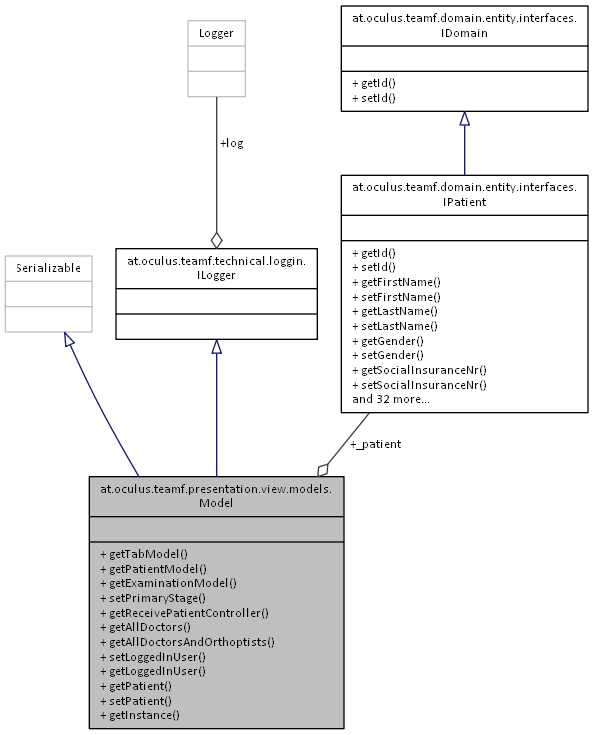 Logger
at.oculus.teamf.domain.entity.interfaces.
IDomain
+ getId()
+ setId()
+log
at.oculus.teamf.domain.entity.interfaces.
IPatient
+ getId()
+ setId()
+ getFirstName()
+ setFirstName()
+ getLastName()
+ setLastName()
+ getGender()
+ setGender()
+ getSocialInsuranceNr()
+ setSocialInsuranceNr()
and 32 more...
Serializable
at.oculus.teamf.technical.loggin.
ILogger
+_patient
at.oculus.teamf.presentation.view.models.
Model
+ getTabModel()
+ getPatientModel()
+ getExaminationModel()
+ setPrimaryStage()
+ getReceivePatientController()
+ getAllDoctors()
+ getAllDoctorsAndOrthoptists()
+ setLoggedInUser()
+ getLoggedInUser()
+ getPatient()
+ setPatient()
+ getInstance()